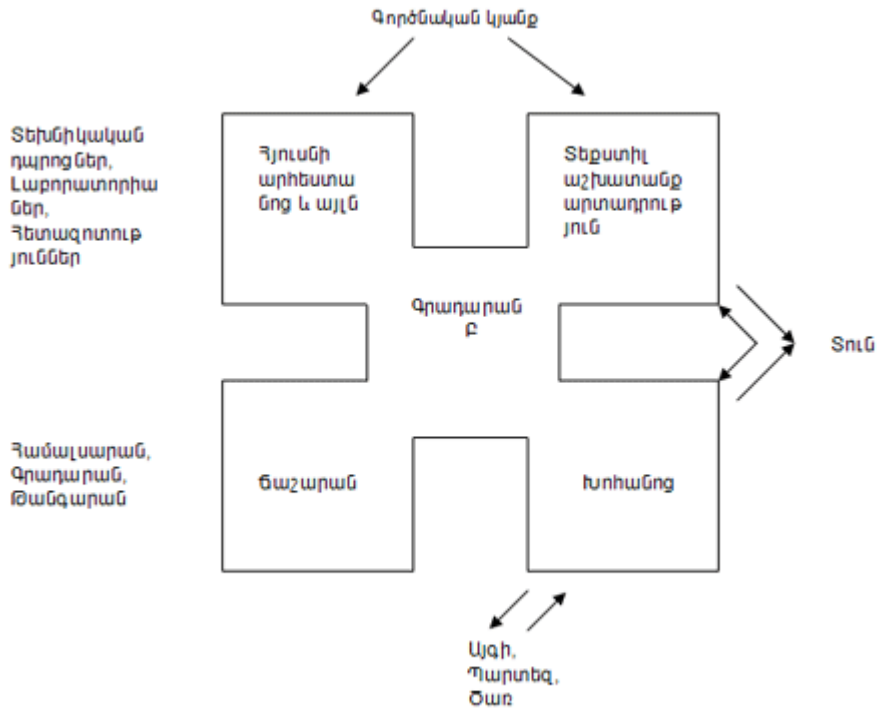 Գործնական կյանք
Տեխնիկական
դպրոցներ,
Լաբորատորիա
ներ,
Հետազոտութ
յուններ
Հյուսնի
արհեստա
նոց և այլն
Տեքստիլ
աշխատանք
արտադրութ
յուն
Գրադարան
Բ
Տուն
Համալսարան,
Գրադարան,
Թանգարան
Ճաշարան
Խոհանոց
Այգի,
Պարտեզ,
Ծառ